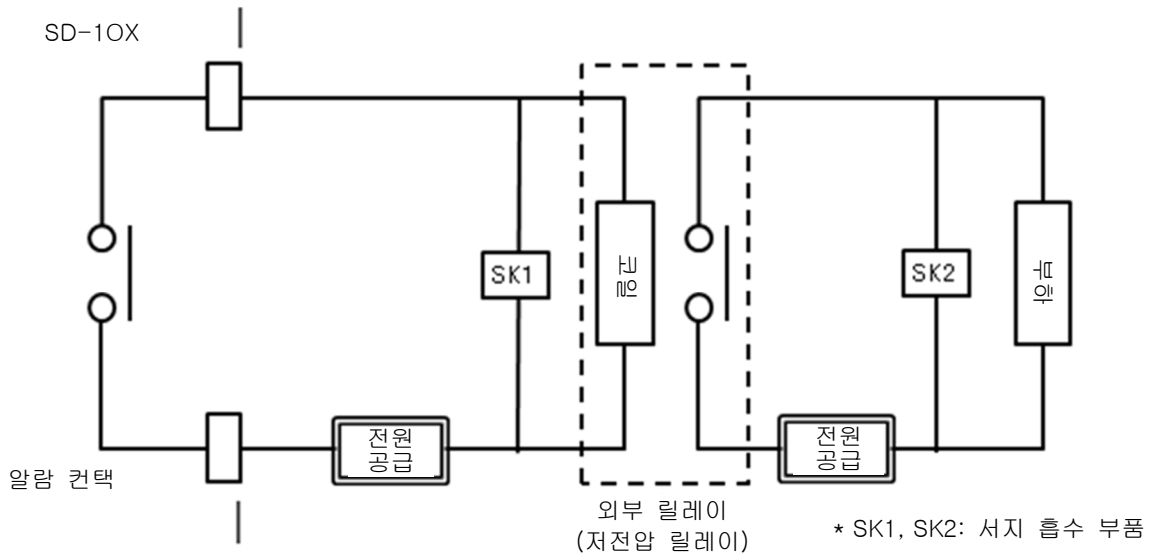 SD-10X
SK1
코일
SK2
부하
전원
공급
전원
공급
알람 컨택
외부 릴레이
(저전압 릴레이)
* SK1, SK2: 서지 흡수 부품